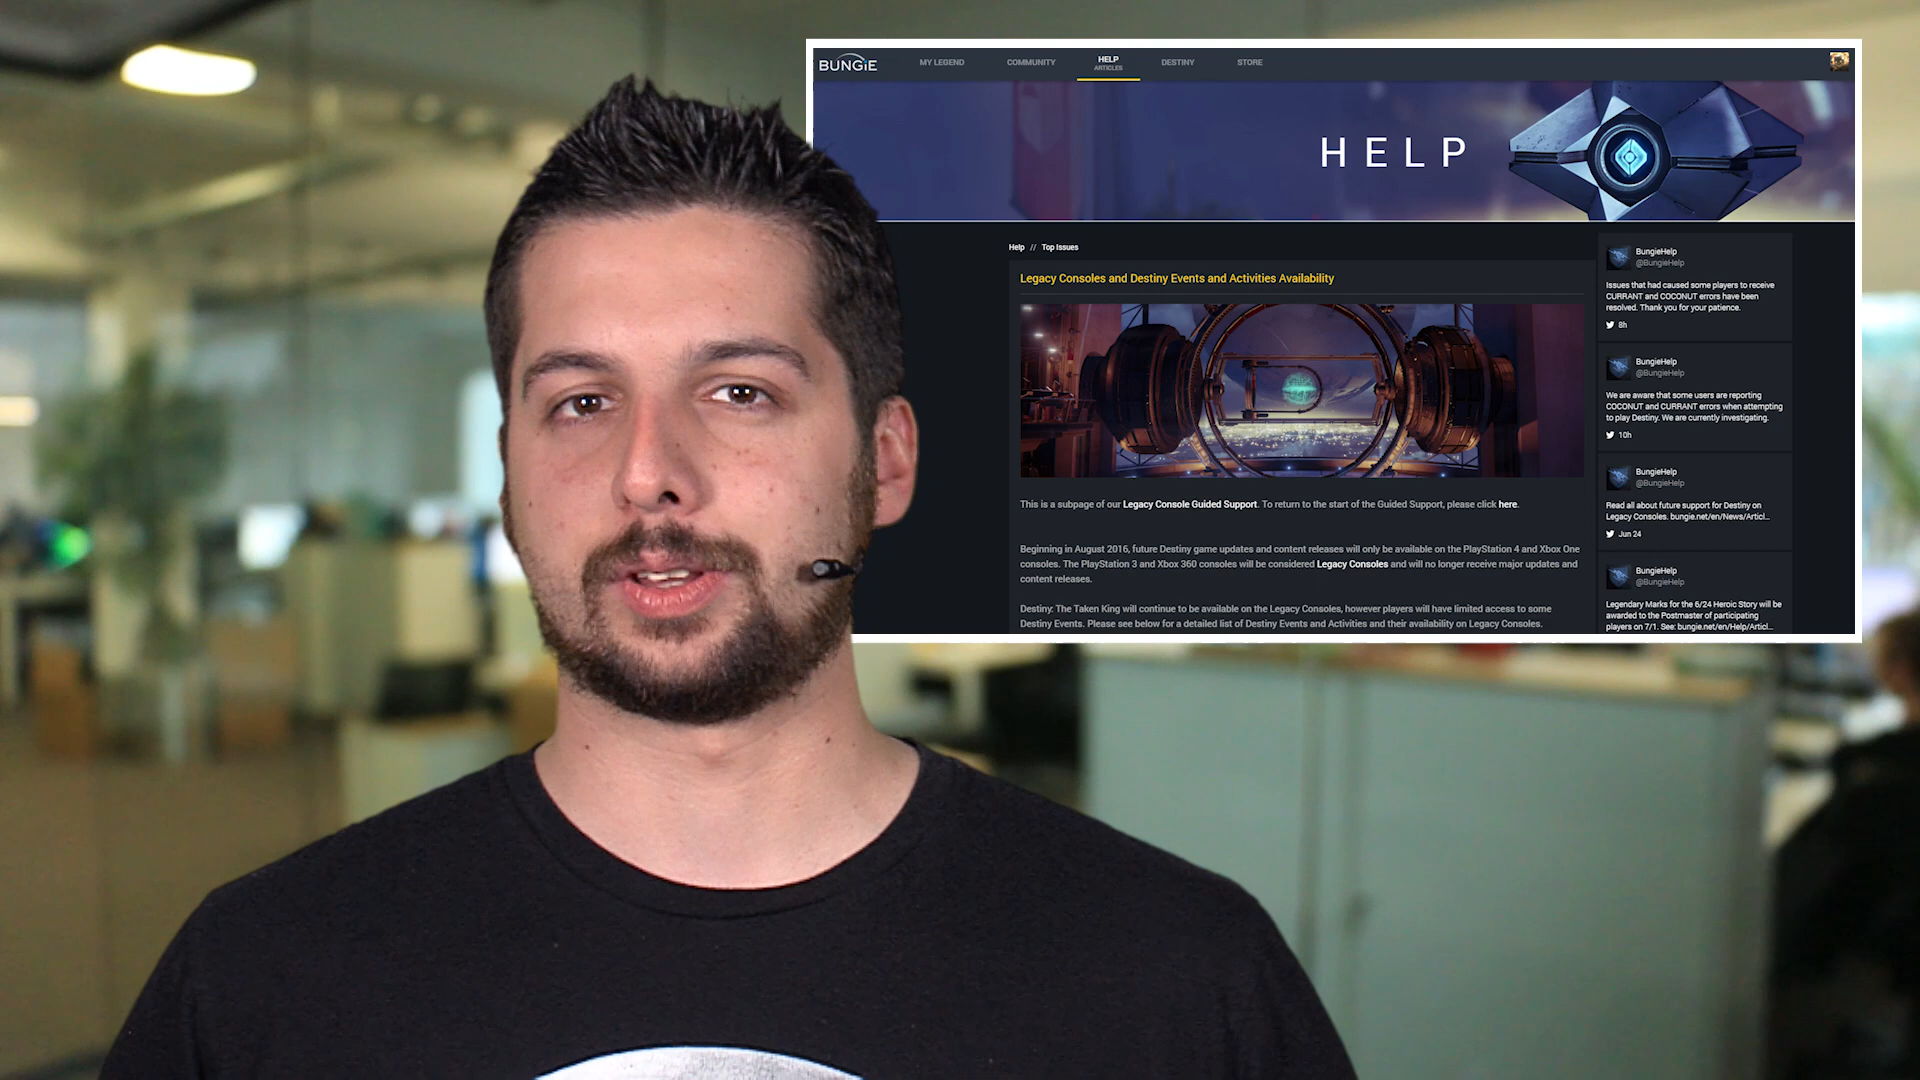 BUNGiE
MY LEGEND
COMMUNITY
HELP
ARTICLES
DESTINY
STORE
HELP
Help // Top Issues
Legacy Consoles and Destiny Events and Activities Availability
This is a subpage of our Legacy Console Guided Support. To return to the start of the Guided Support, please click here.
Beginning in August 2016, future Destiny game updates and content releases will only be available on the PlayStation 4 and Xbox One
consoles. The PlayStation 3 and Xbox 360 consoles will be considered Legacy Consoles and will no longer receive major updates and
content releases.
Destiny: The Taken King will continue to be available on the Legacy Consoles, however players will have limited access to some
Destiny Events. Please see below for a detailed list of Destiny Events and Activities and their availability on Legacy Consoles.
BungieHelp
@BungieHelp
Issues that had caused some players to receive
CURRANT and COCONUT errors have been
resolved. Thank you for your patience.
8h
BungieHelp
@BungieHelp
We are aware that some users are reporting
COCONUT and CURRANT errors when attempting
to play Destiny. We are currently investigating.
10h
BungieHelp
@BungieHelp
Read all about future support for Destiny on
Legacy Consoles. bungie.net/en/News/Articl...
Jun 24
BungieHelp
@BungieHelp
Legendary Marks for the 6/24 Heroic Story will be
awarded to the Postmaster of participating
players on 7/1. See: bungie.net/en/Help/Articl...